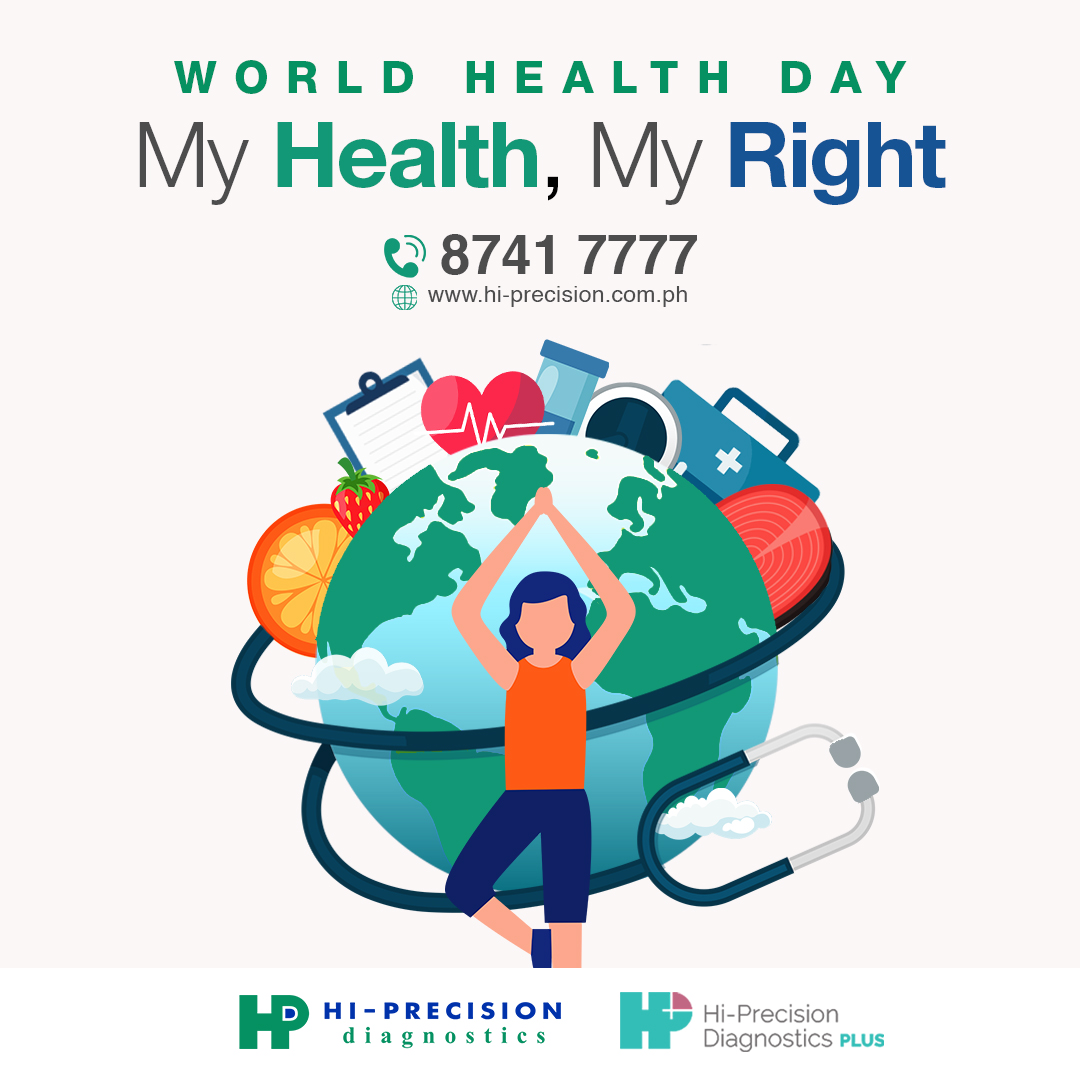 WORLD HEALTH DAY
My Health, My Right
8741 7777
www.hi-precision.com.ph
HP HI-PRECISION
diagnostics
HP Hi-Precision
Diagnostics PLUS